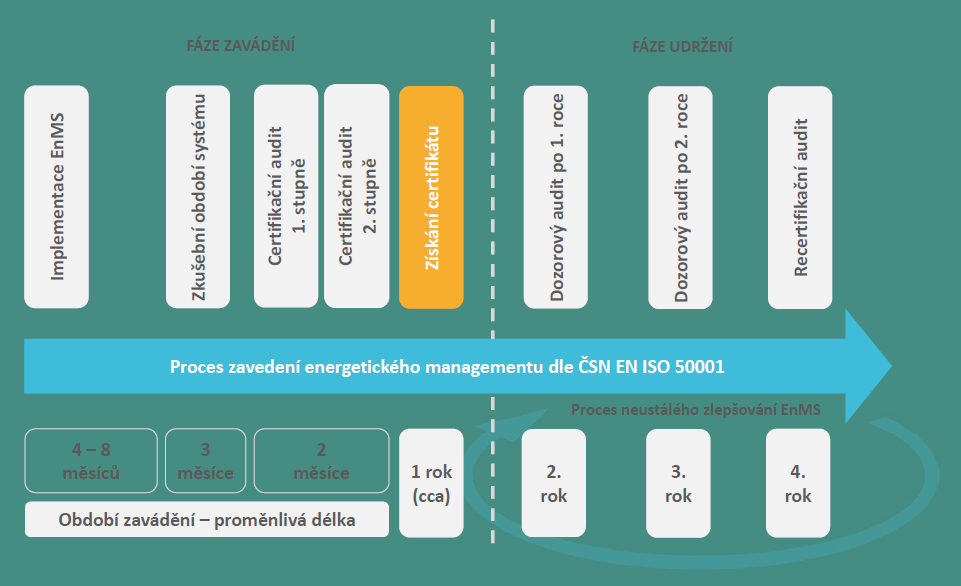 FÁZE ZAVÁDĚNÍ
FÁZE UDRŽENÍ
Implementace EnMS
Zkušební období systému
Certifikační audit
1. stupně
Certifikační audit
2. stupně
Získání certifikátu
Dozorový audit po 1. roce
Dozorový audit po 2. roce
Recertifikační audit
Proces zavedení energetického managementu dle ČSN EN ISO 50001
Proces neustálého zlepšování EnMS
4 – 8
měsíců
3
měsíce
2
měsíce
1 rok
(cca)
2.
rok
3.
rok
4.
rok
Období zavádění – proměnlivá délka